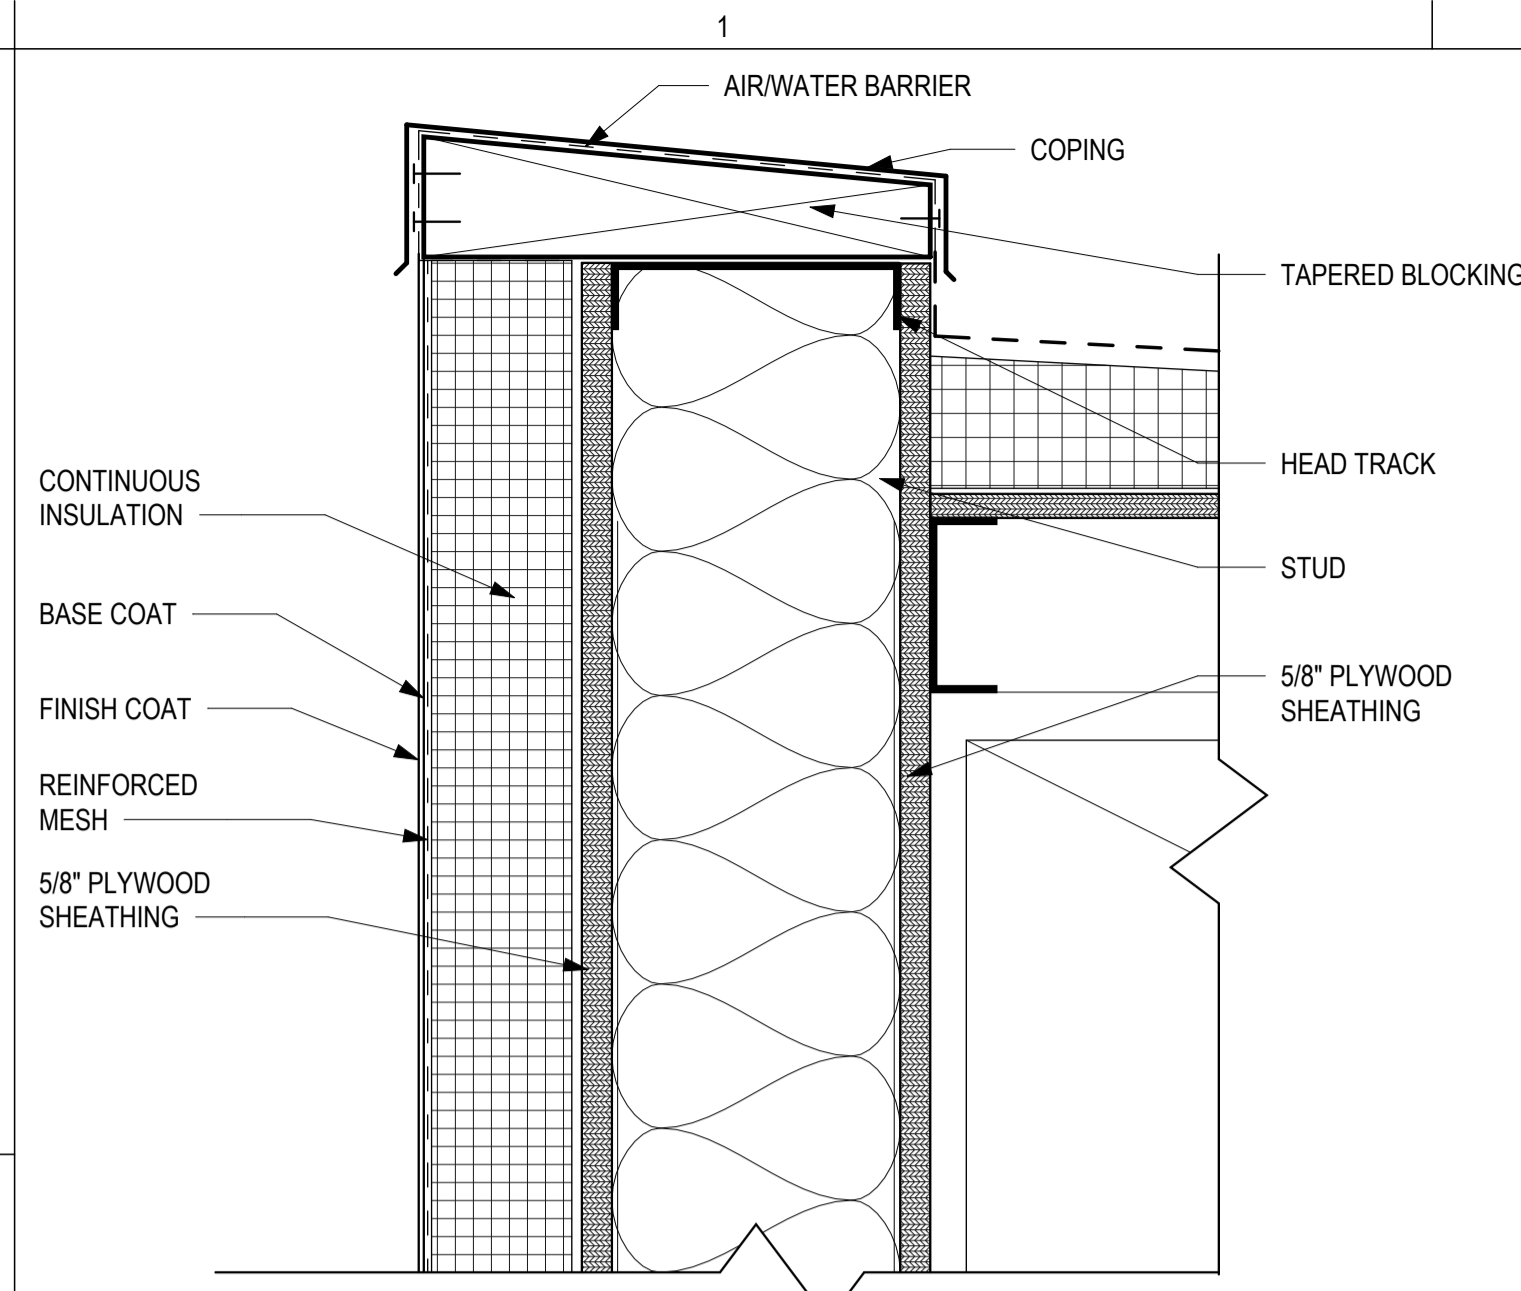 1
AIR/WATER BARRIER
COPING
TAPERED BLOCKING
HEAD TRACK
STUD
5/8" PLYWOOD
SHEATHING
CONTINUOUS
INSULATION
BASE COAT
FINISH COAT
REINFORCED
MESH
5/8" PLYWOOD
SHEATHING